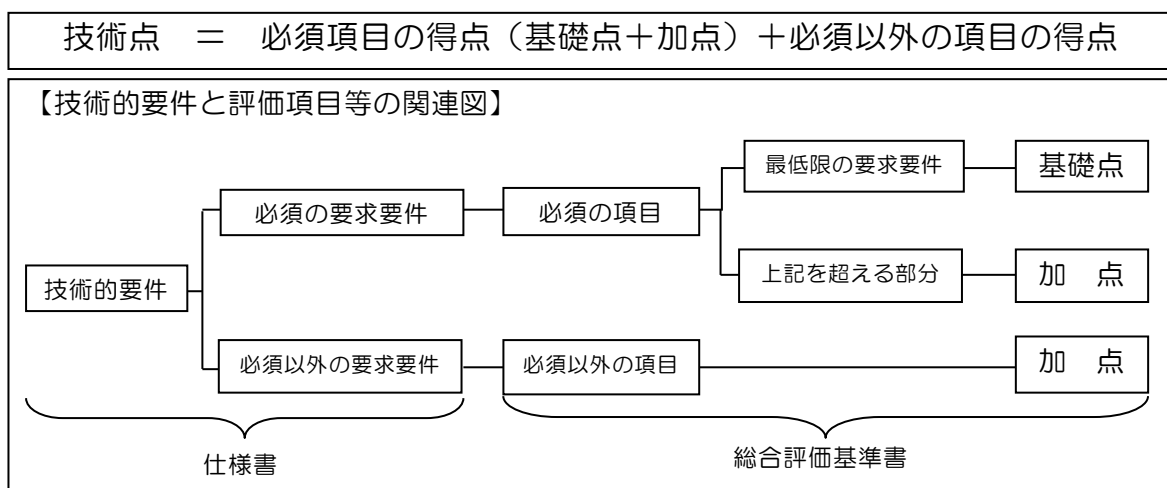 技術点　＝　必須項目の得点（基礎点＋加点）＋必須以外の項目の得点
【技術的要件と評価項目等の関連図】
最低限の要求要件
基礎点
必須の要求要件
必須の項目
技術的要件
上記を超える部分
加　点
必須以外の要求要件
必須以外の項目
加　点
仕様書
総合評価基準書